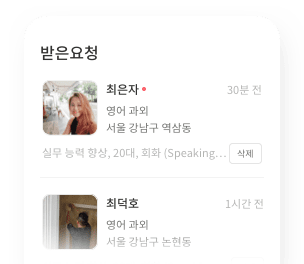 받은요청
최은자
30분 전
영어 과외
서울 강남구 역삼동
실무 능력 향상, 20대, 회화 (Speaking...
삭제
최덕호
1시간 전
영어 과외
서울 강남구 논현동